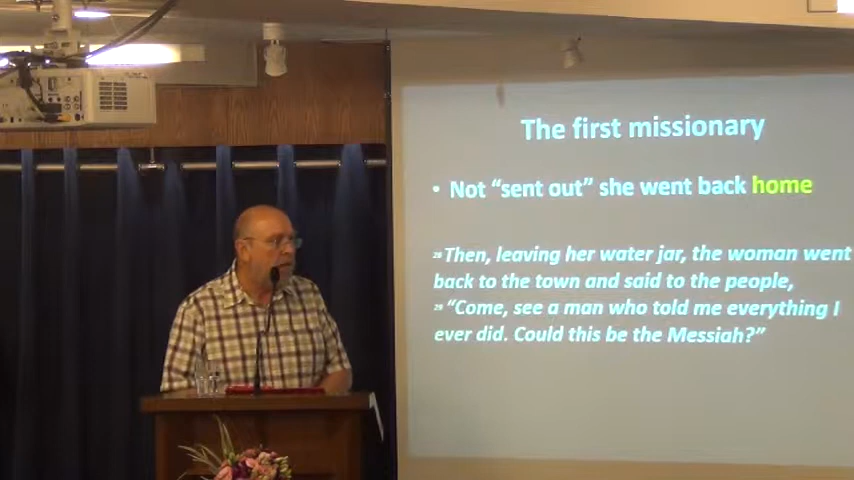 The first missionary
• Not “sent out” she went back home
28 Then, leaving her water jar, the woman went
back to the town and said to the people,
29 “Come, see a man who told me everything I
ever did. Could this be the Messiah?”